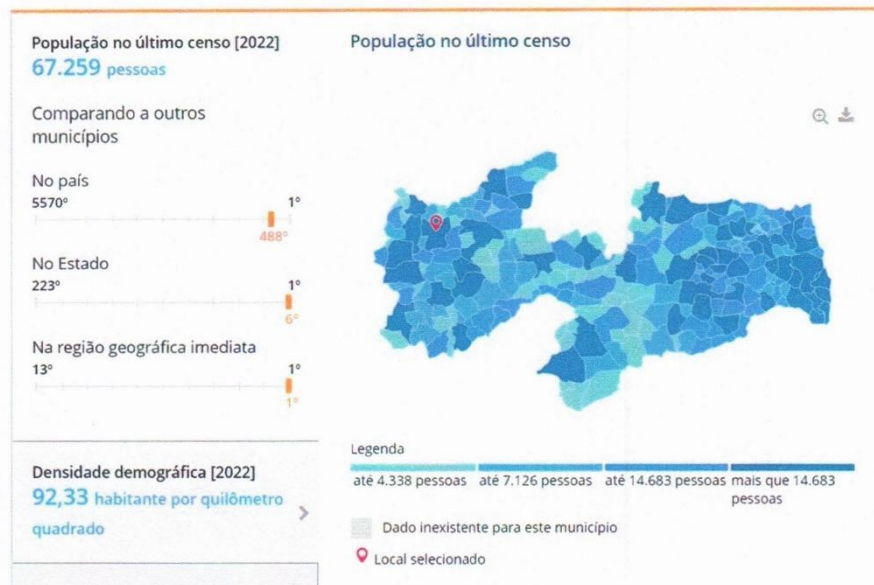 População no último censo [2022]
67.259 pessoas
Comparando a outros
municípios
No país
5570º 1º
488º
No Estado
223º 1º
6º
Na região geográfica imediata
13º 1º
1º
Densidade demográfica [2022]
92,33 habitante por quilômetro
quadrado
População no último censo
Legenda
até 4.338 pessoas
até 7.126 pessoas
até 14.683 pessoas
mais que 14.683
pessoas
Dado inexistente para este município
Local selecionado